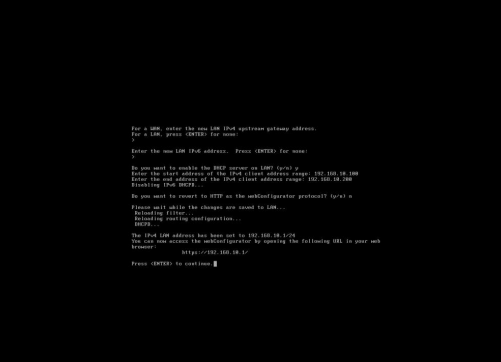 For a WAN, enter the new LAN IPv4 upstream gateway address.
For a LAN, press <ENTER> for none:
>
Enter the new LAN IPv6 address.  Press <ENTER> for none:
>
Do you want to enable the DHCP server on LAN? (y/n) y
Enter the start address of the IPv4 client address range: 192.168.10.100
Enter the end address of the IPv4 client address range: 192.168.10.200
Disabling IPv6 DHCPD...
Do you want to revert to HTTP as the webConfigurator protocol? (y/n) n
Please wait while the changes are saved to LAN...
Reloading filter...
Reloading routing configuration...
DHCPD...
The IPv4 LAN address has been set to 192.168.10.1/24
You can now access the webConfigurator by opening the following URL in your web
browser:
https://192.168.10.1/
Press <ENTER> to continue.